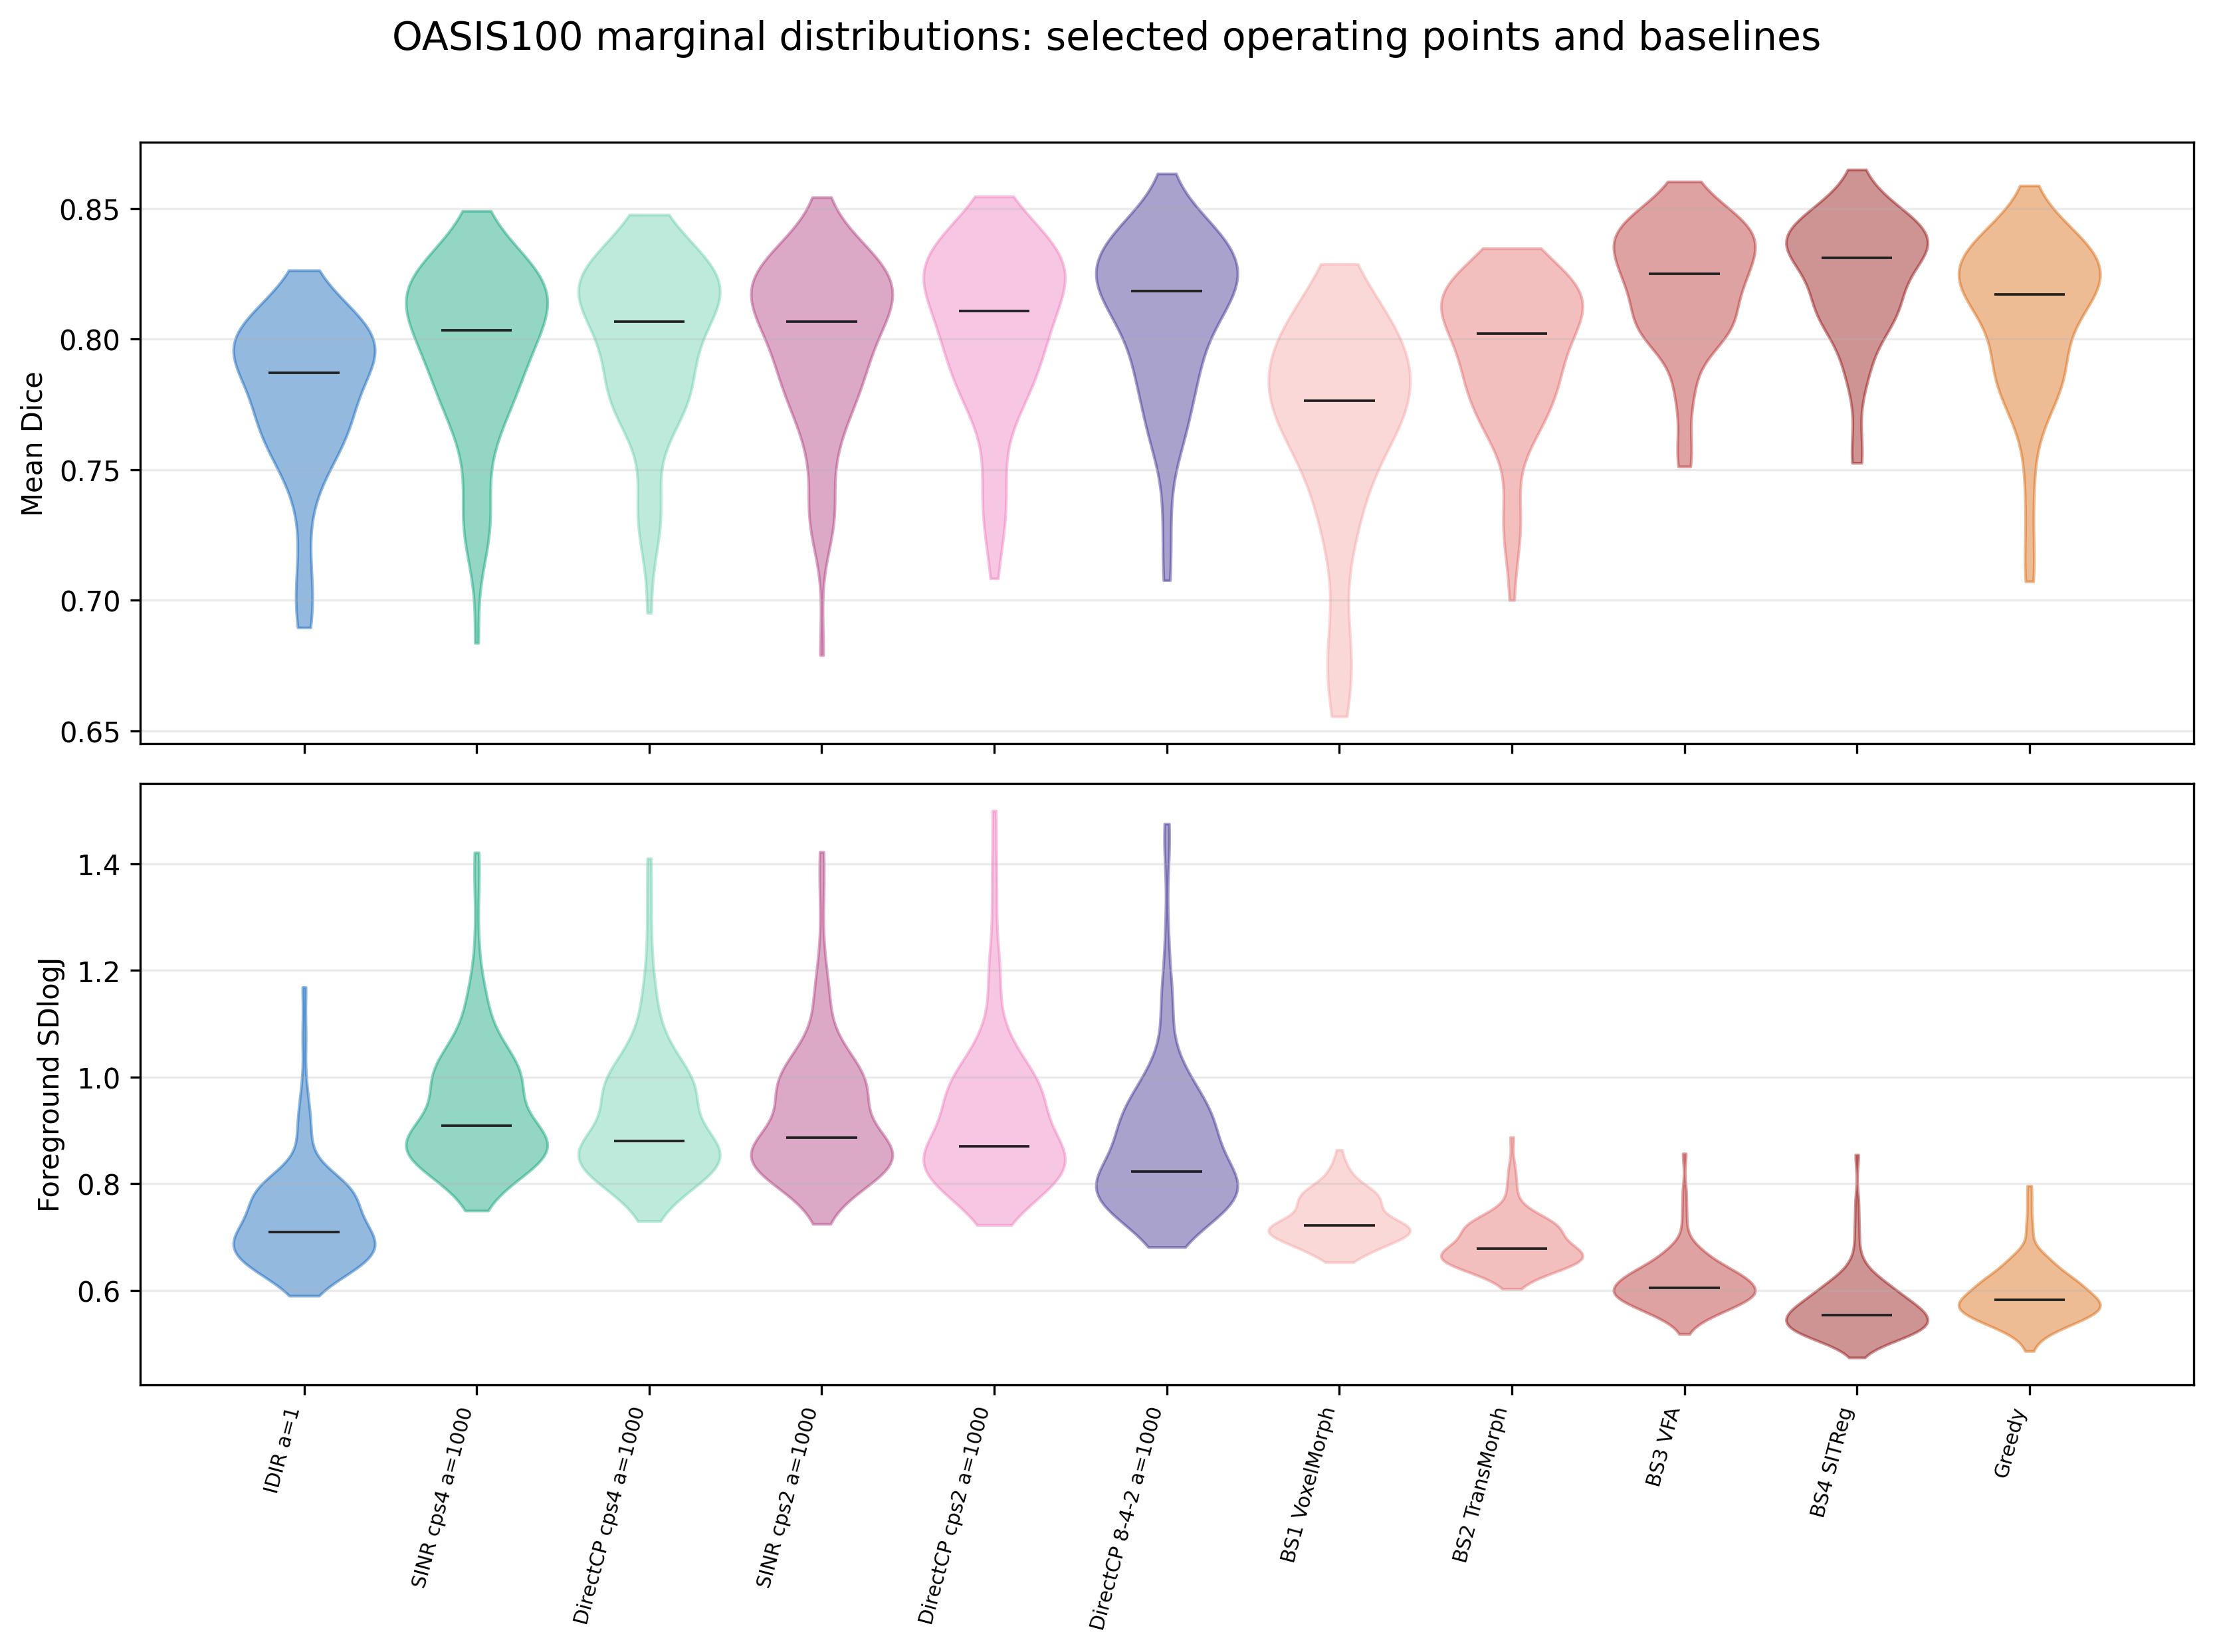 OASIS100 marginal distributions: selected operating points and baselines
Mean Dice
0.85
0.80
0.75
0.70
0.65
Foreground SDlogJ
1.4
1.2
1.0
0.8
0.6
IDIR a=1
SINR cps4 a=1000
DirectCP cps4 a=1000
SINR cps2 a=1000
DirectCP cps2 a=1000
DirectCP 8-4-2 a=1000
BS1 VoxelMorph
BS2 TransMorph
BS3 VFA
BS4 SITReg
Greedy